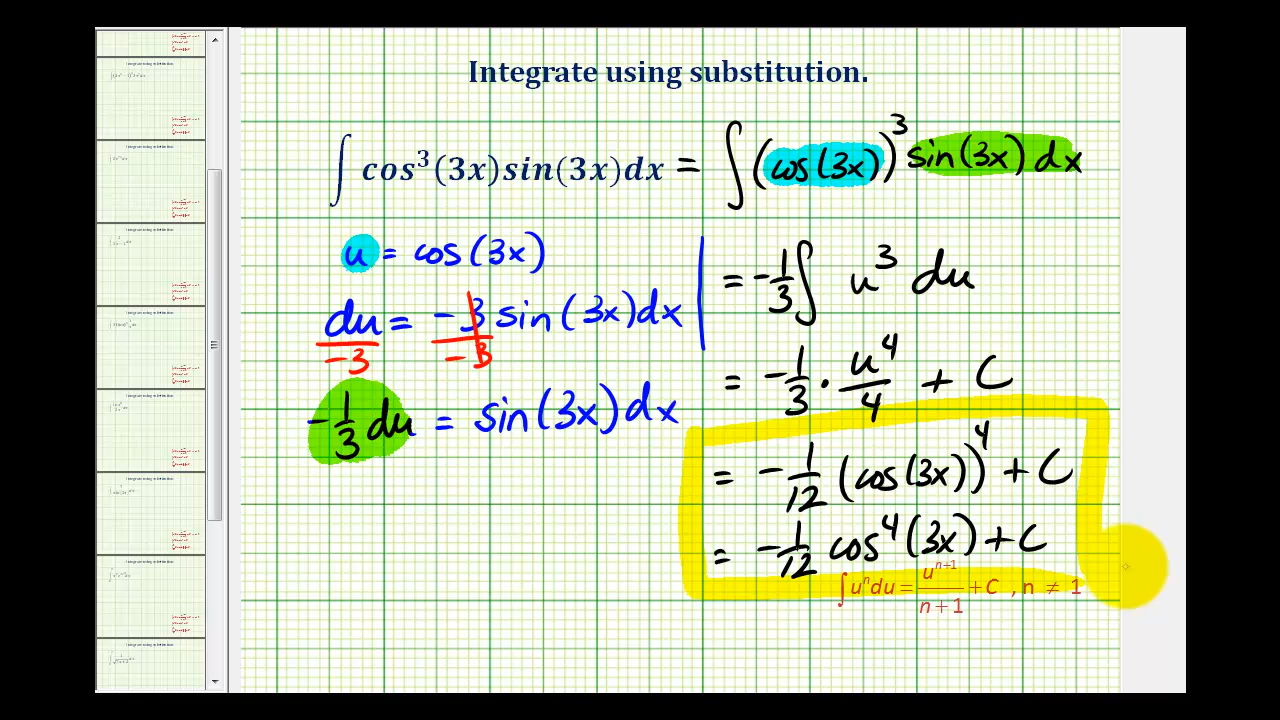 Integrate using substitution.
∫ cos³(3x)sin(3x)dx = ∫ (cos(3x))³ sin(3x) dx
u = cos(3x)
du = -3 sin(3x)dx
-3 -3
-1/3 du = sin(3x)dx
= -1/3 ∫ u³ du
= -1/3 · u⁴/4 + C
= -1/12 (cos(3x))⁴ + C
= -1/12 cos⁴(3x) + C
∫ uⁿ du = uⁿ⁺¹/n+1 + C , n ≠ 1